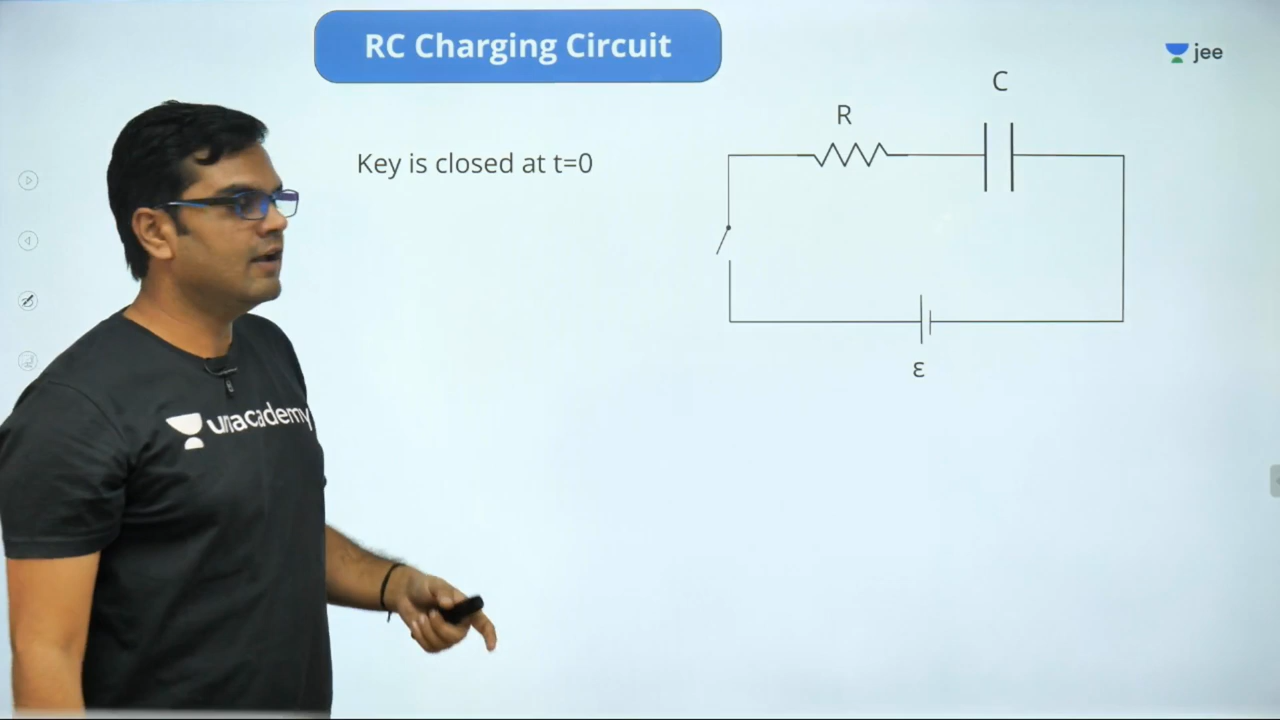 RC Charging Circuit
jee
C
R
Key is closed at t=0
ε
unacademy